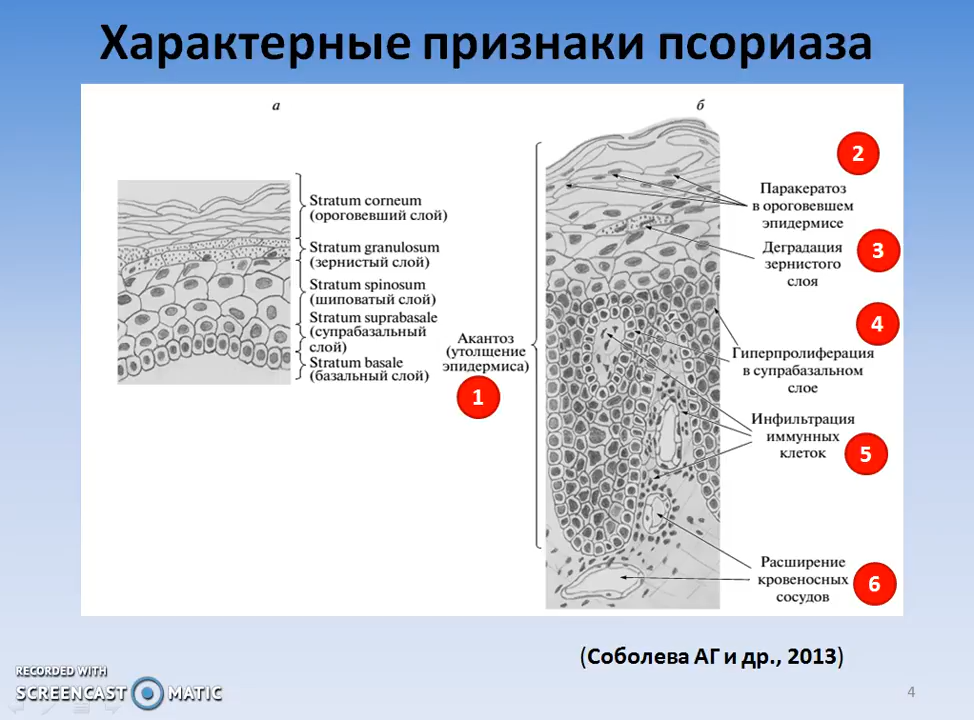 Характерные признаки псориаза
а
Stratum corneum
(ороговевший слой)
Stratum granulosum
(зернистый слой)
Stratum spinosum
(шиповатый слой)
Stratum suprabasale
(супрабазальный
слой)
Stratum basale
(базальный слой)
Акантоз
(утолщение
эпидермиса)
1
б
2
Паракератоз
в ороговевшем
эпидермисе
3
Деградация
зернистого
слоя
4
Гиперпролиферация
в супрабазальном
слое
Инфильтрация
иммунных
клеток
5
Расширение
кровеносных
сосудов
6
(Соболева АГ и др., 2013)
RECORDED WITH
SCREENCAST MATIC
4